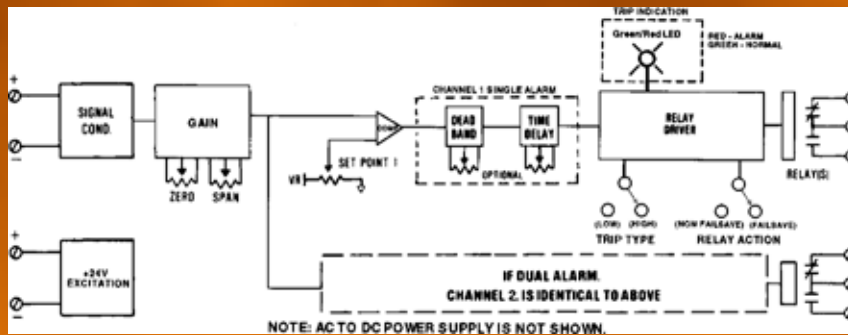 TRIP INDICATION
Green/Red LED
RED - ALARM
GREEN - NORMAL
+
SIGNAL
COND.
-
GAIN
ZERO
SPAN
COMP
SET POINT 1
VR
CHANNEL 1 SINGLE ALARM
DEAD
BAND
TIME
DELAY
OPTIONAL
RELAY
DRIVER
RELAY(S)
(LOW) (HIGH)
TRIP TYPE
(NON FAILSAVE) (FAILSAVE)
RELAY ACTION
+
+24V
EXCITATION
-
IF DUAL ALARM.
CHANNEL 2, IS IDENTICAL TO ABOVE
NOTE: AC TO DC POWER SUPPLY IS NOT SHOWN.